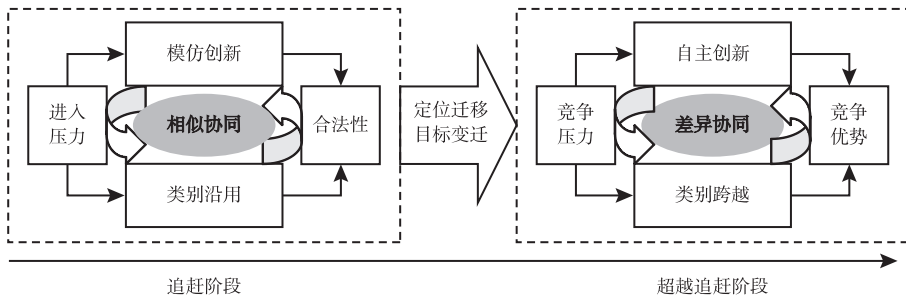 模仿创新
进入
压力
相似协同
合法性
类别沿用
定位迁移
目标变迁
自主创新
竞争
压力
差异协同
竞争
优势
类别跨越
追赶阶段
超越追赶阶段